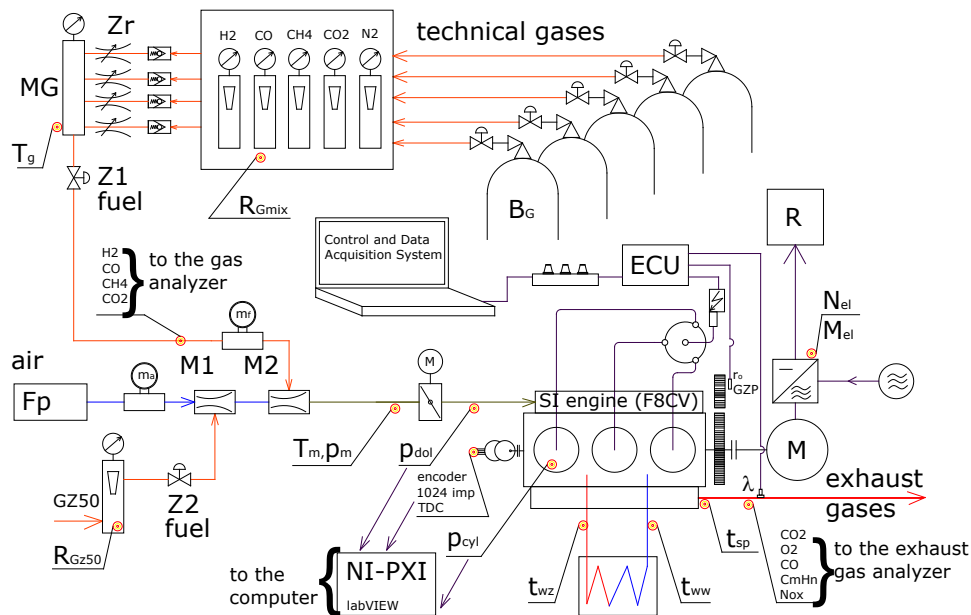 Zr
H2 CO CH4 CO2 N2
technical gases
MG
Tg
Z1
fuel
RGmix
BG
R
H2
CO
CH4
CO2
to the gas
analyzer
Control and Data
Acquisition System
ECU
Nel
Mel
mf
M1
M2
air
ma
Fp
M
ro
GZP
SI engine (F8CV)
Tm,pm
pdol
M
GZ50
Z2
fuel
RGz50
encoder
1024 imp
TDC
pcyl
λ
exhaust
gases
tsp
to the
computer
NI-PXI
labVIEW
twz
tww
CO2
O2
CO
CmHn
Nox
to the exhaust
gas analyzer